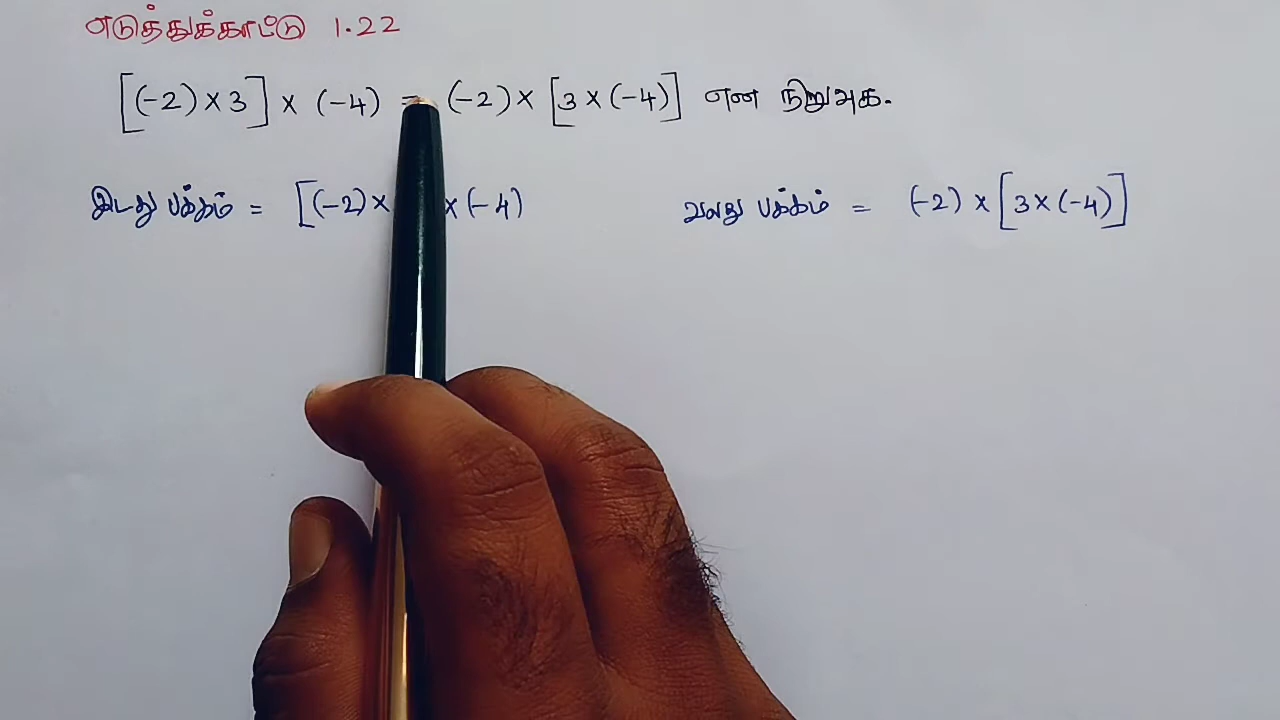 எடுத்துக்காட்டு 1.22
[(-2) × 3] × (-4) = (-2) × [3 × (-4)] என நிறுவுக.
இடது பக்கம் = [(-2) × × (-4) வலது பக்கம் = (-2) × [3 × (-4)]